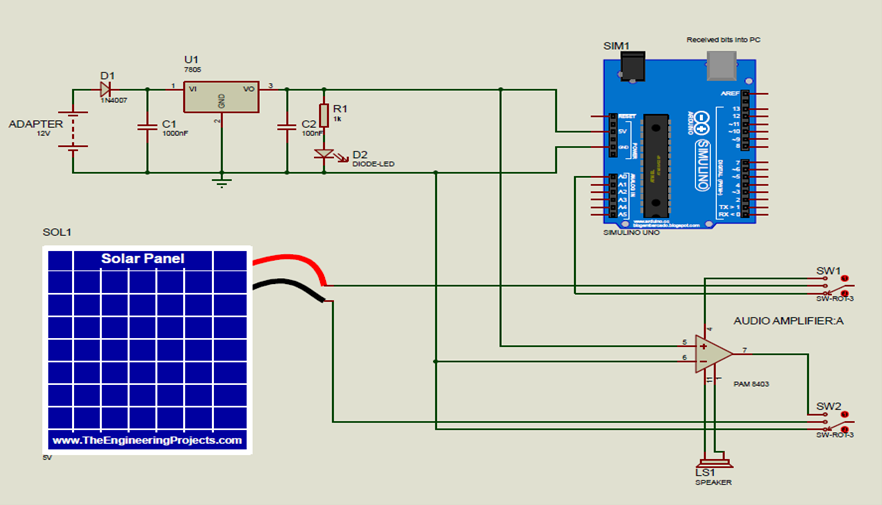 Received bits into PC
SIM1
D1
1N4007
U1
7805
1
VI
VO
3
GND
2
ADAPTER
12V
C1
1000nF
C2
100nF
R1
1k
D2
DIODE-LED
RESET
5V
GND
POWER
A0
A1
A2
A3
A4
A5
ANALOG IN
AREF
13
12
~11
~10
~9
8
7
~6
~5
4
~3
2
TX > 1
RX < 0
ARDUINO
SIMULINO
SIMULINO UNO
SOL1
Solar Panel
www.TheEngineeringProjects.com
5V
SW1
SW-ROT-3
AUDIO AMPLIFIER:A
4
5
6
7
11
1
PAM 8403
SW2
SW-ROT-3
LS1
SPEAKER